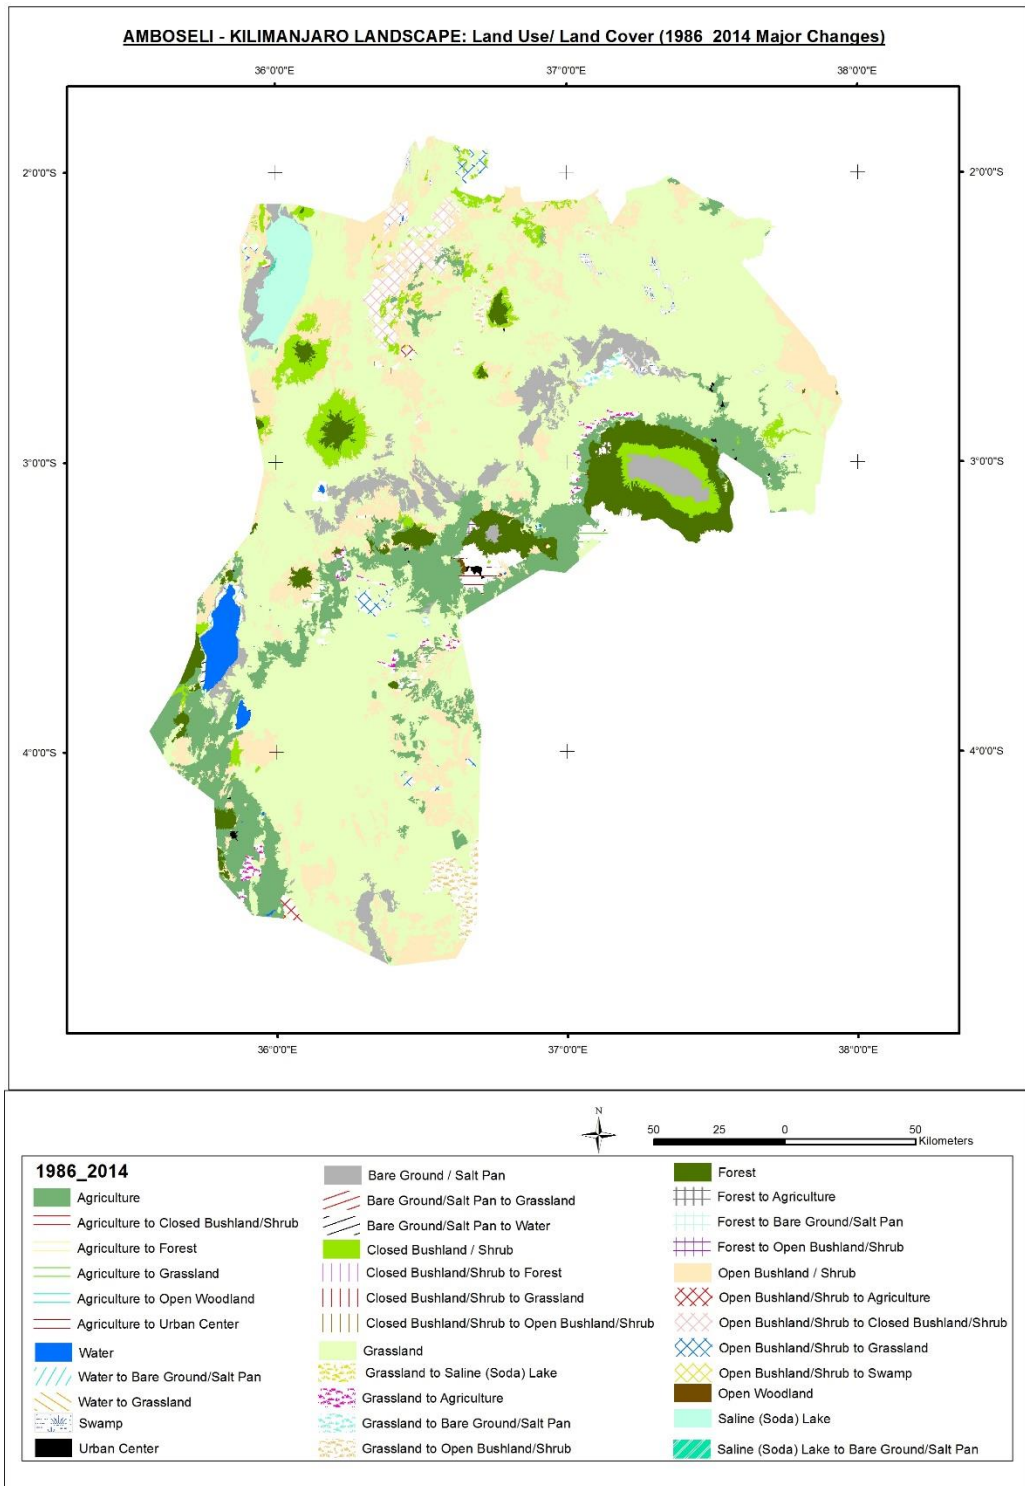 AMBOSELI - KILIMANJARO LANDSCAPE: Land Use/ Land Cover (1986_2014 Major Changes)
36°0'0"E 37°0'0"E 38°0'0"E
2°0'0"S 2°0'0"S
3°0'0"S 3°0'0"S
4°0'0"S 4°0'0"S
36°0'0"E 37°0'0"E 38°0'0"E
N
50 25 0 50
Kilometers
1986_2014
Agriculture
Agriculture to Closed Bushland/Shrub
Agriculture to Forest
Agriculture to Grassland
Agriculture to Open Woodland
Agriculture to Urban Center
Water
Water to Bare Ground/Salt Pan
Water to Grassland
Swamp
Urban Center
Bare Ground / Salt Pan
Bare Ground/Salt Pan to Grassland
Bare Ground/Salt Pan to Water
Closed Bushland / Shrub
Closed Bushland/Shrub to Forest
Closed Bushland/Shrub to Grassland
Closed Bushland/Shrub to Open Bushland/Shrub
Grassland
Grassland to Saline (Soda) Lake
Grassland to Agriculture
Grassland to Bare Ground/Salt Pan
Grassland to Open Bushland/Shrub
Forest
Forest to Agriculture
Forest to Bare Ground/Salt Pan
Forest to Open Bushland/Shrub
Open Bushland / Shrub
Open Bushland/Shrub to Agriculture
Open Bushland/Shrub to Closed Bushland/Shrub
Open Bushland/Shrub to Grassland
Open Bushland/Shrub to Swamp
Open Woodland
Saline (Soda) Lake
Saline (Soda) Lake to Bare Ground/Salt Pan